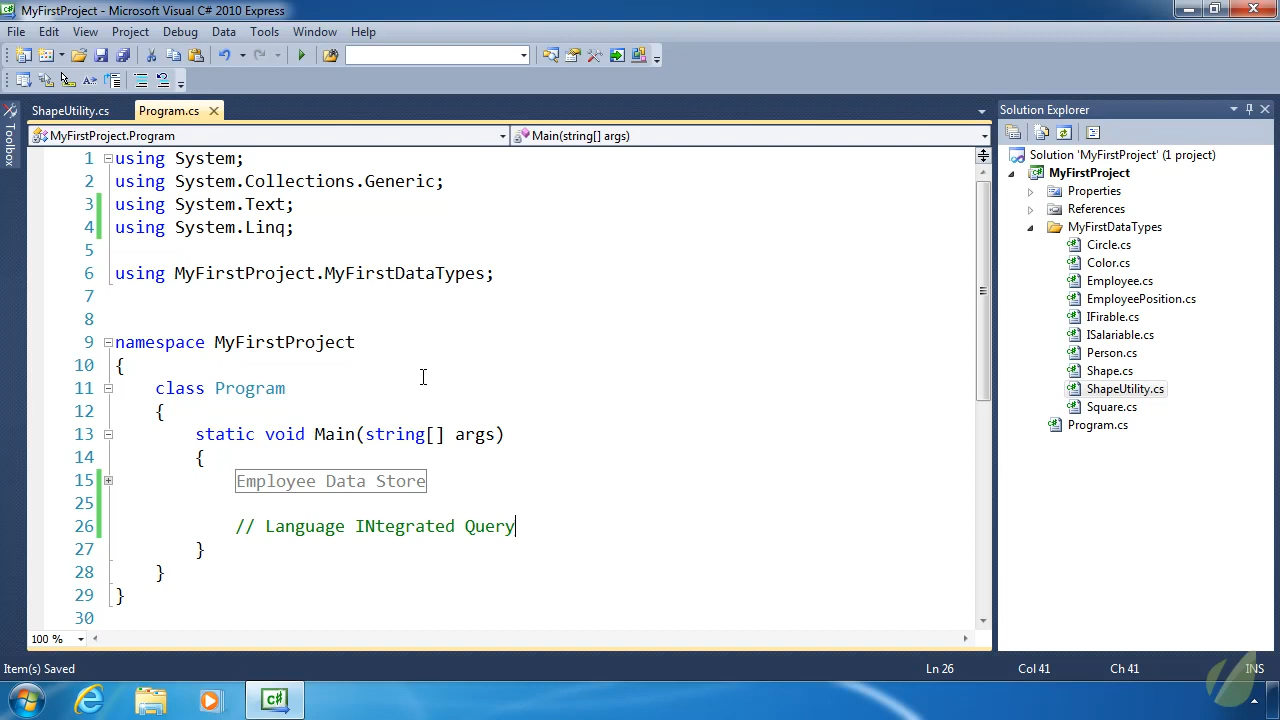 MyFirstProject - Microsoft Visual C# 2010 Express
File Edit View Project Debug Data Tools Window Help
ShapeUtility.cs Program.cs
Toolbox
MyFirstProject.Program Main(string[] args)
1 using System;
2 using System.Collections.Generic;
3 using System.Text;
4 using System.Linq;
5
6 using MyFirstProject.MyFirstDataTypes;
7
8
9 namespace MyFirstProject
10 {
11 class Program
12 {
13 static void Main(string[] args)
14 {
15 Employee Data Store
25
26 // Language INtegrated Query
27 }
28 }
29 }
30
100 %
Solution Explorer
Solution 'MyFirstProject' (1 project)
MyFirstProject
Properties
References
MyFirstDataTypes
Circle.cs
Color.cs
Employee.cs
EmployeePosition.cs
IFirable.cs
ISalariable.cs
Person.cs
Shape.cs
ShapeUtility.cs
Square.cs
Program.cs
Item(s) Saved Ln 26 Col 41 Ch 41 INS
C#